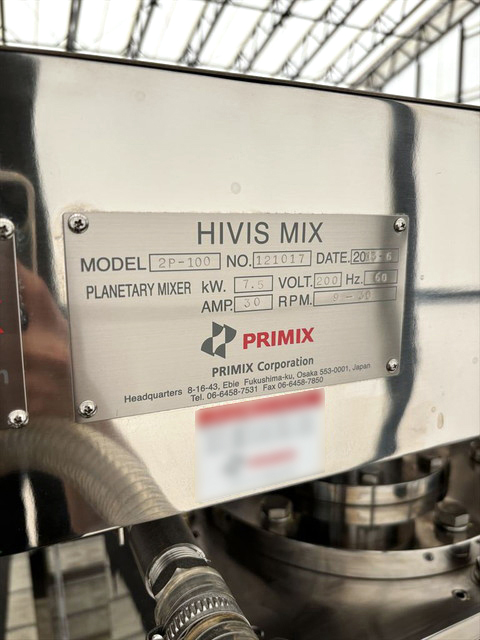 HIVIS MIX
MODEL 2P-100 NO. 121017 DATE.
PLANETARY MIXER kW. 7.5 VOLT. 200 Hz. 60
AMP. 30 R.P.M.
PRIMIX
PRIMIX Corporation
Headquarters 8-16-43, Ebie Fukushima-ku, Osaka 553-0001, Japan
Tel. 06-6458-7531 Fax 06-6458-7850